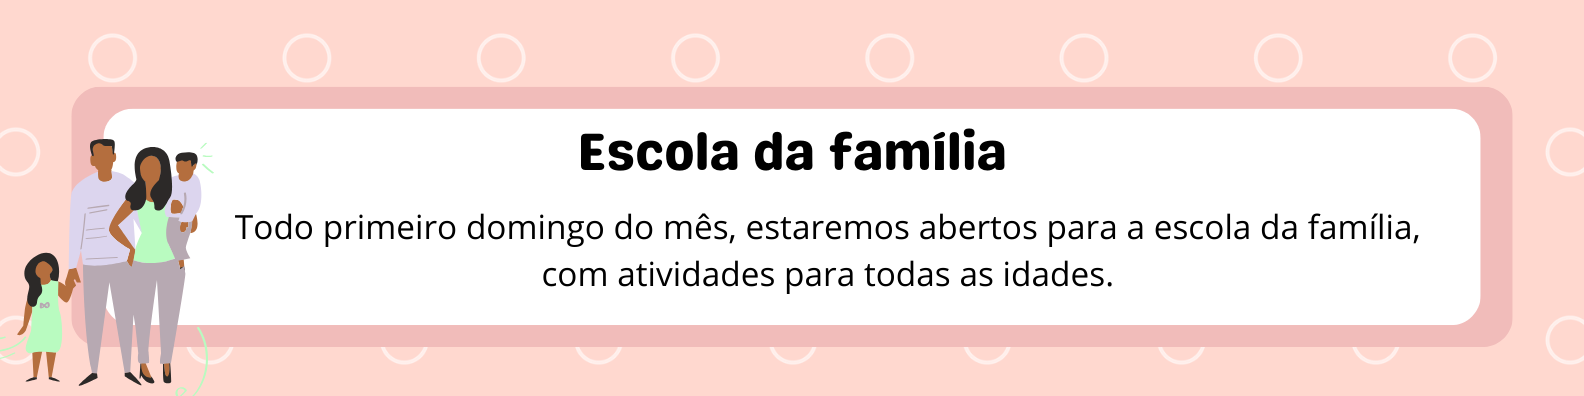 Escola da família
Todo primeiro domingo do mês, estaremos abertos para a escola da família,
com atividades para todas as idades.